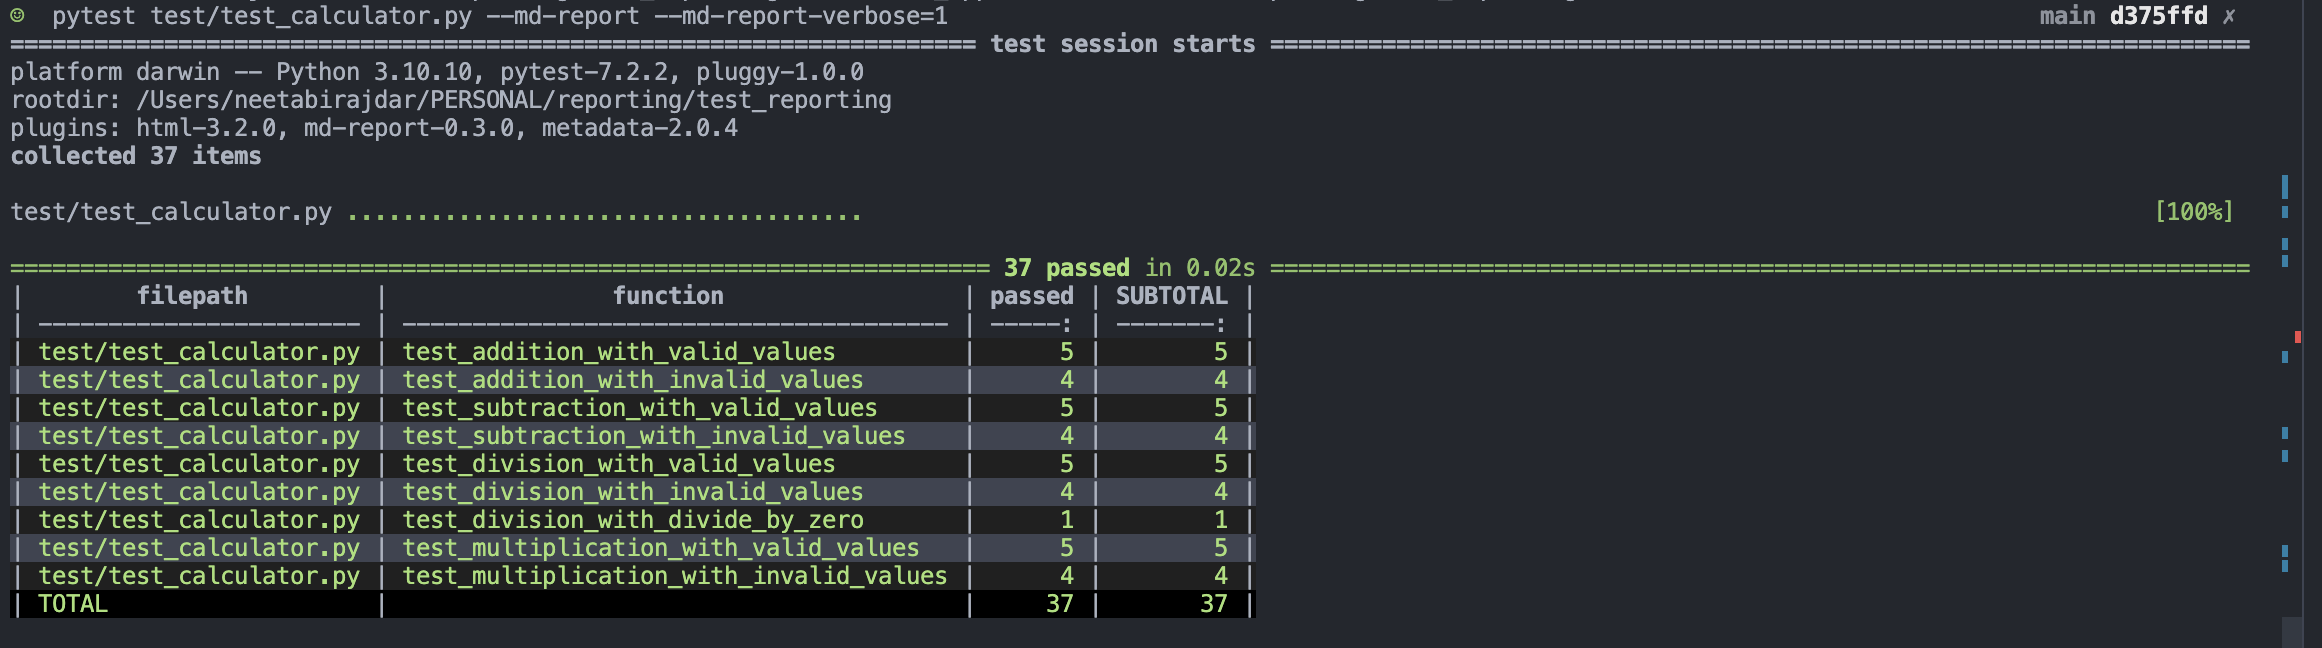 ☺ pytest test/test_calculator.py --md-report --md-report-verbose=1 main d375ffd ✗
===================================================================== test session starts ======================================================================
platform darwin -- Python 3.10.10, pytest-7.2.2, pluggy-1.0.0
rootdir: /Users/neetabirajdar/PERSONAL/reporting/test_reporting
plugins: html-3.2.0, md-report-0.3.0, metadata-2.0.4
collected 37 items
test/test_calculator.py ..................................... [100%]
====================================================================== 37 passed in 0.02s ======================================================================
| filepath | function | passed | SUBTOTAL |
| ----------------------- | --------------------------------------- | -----: | -------: |
| test/test_calculator.py | test_addition_with_valid_values | 5 | 5 |
| test/test_calculator.py | test_addition_with_invalid_values | 4 | 4 |
| test/test_calculator.py | test_subtraction_with_valid_values | 5 | 5 |
| test/test_calculator.py | test_subtraction_with_invalid_values | 4 | 4 |
| test/test_calculator.py | test_division_with_valid_values | 5 | 5 |
| test/test_calculator.py | test_division_with_invalid_values | 4 | 4 |
| test/test_calculator.py | test_division_with_divide_by_zero | 1 | 1 |
| test/test_calculator.py | test_multiplication_with_valid_values | 5 | 5 |
| test/test_calculator.py | test_multiplication_with_invalid_values | 4 | 4 |
| TOTAL | | 37 | 37 |